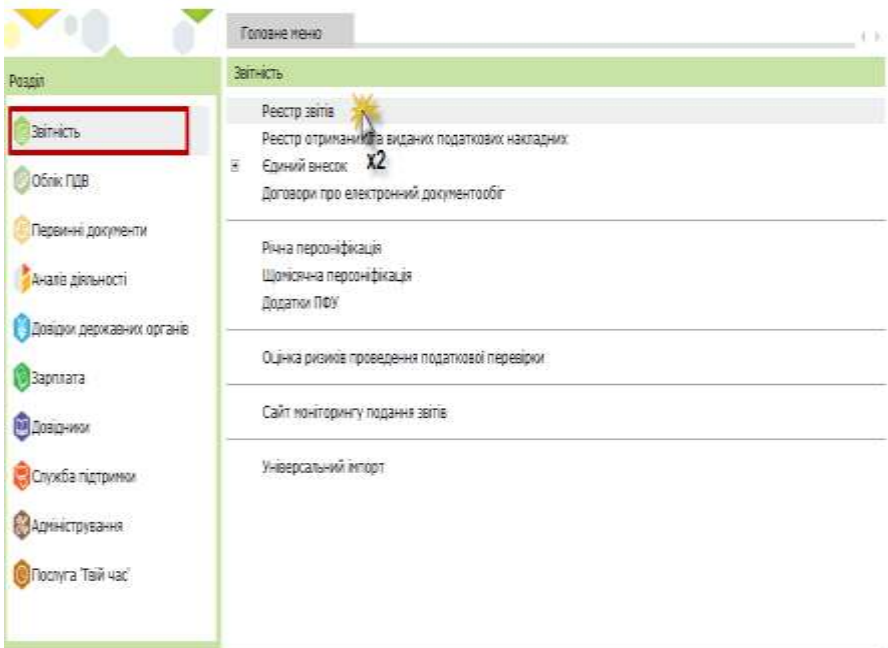 Головне меню
Розділ
Звітність
Облік ПДВ
Первинні документи
Аналіз діяльності
Довідки державних органів
Зарплата
Довідники
Служба підтримки
Адміністрування
Послуга 'Твій час'
Звітність
Реєстр звітів
Реєстр отриманих та виданих податкових накладних
x2
Єдиний внесок
Договори про електронний документообіг
Річна персоніфікація
Щомісячна персоніфікація
Додатки ПФУ
Оцінка ризиків проведення податкової перевірки
Сайт моніторингу подання звітів
Універсальний імпорт